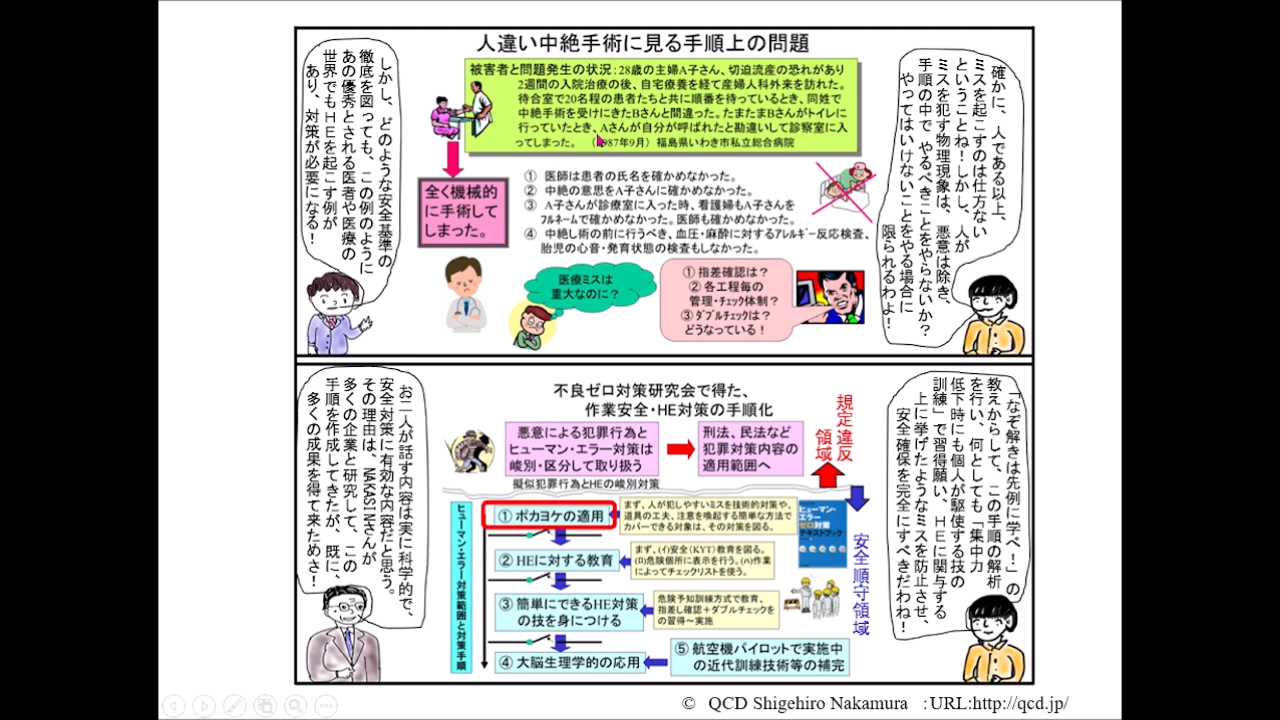 人違い中絶手術に見る手順上の問題
確かに、人である以上、
ミスを起こすのは仕方ない
ということね！しかし、人が
ミスを犯す物理現象は、悪意は除き、
手順の中で やるべきことをやらないか？
やってはいけないことをやる場合に
限られるわよ！
被害者と問題発生の状況：28歳の主婦A子さん、切迫流産の恐れがあり
2週間の入院治療の後、自宅療養を経て産婦人科外来を訪れた。
待合室で20名程の患者たちと共に順番を待っているとき、同姓で
中絶手術を受けにきたBさんと間違った。たまたまBさんがトイレに
行っていたとき、Aさんが自分が呼ばれたと勘違いして診察室に入
ってしまった。 （1987年9月） 福島県いわき市私立総合病院
全く機械的
に手術して
しまった。
① 医師は患者の氏名を確かめなかった。
② 中絶の意思をA子さんに確かめなかった。
③ A子さんが診療室に入った時、看護婦もA子さんを
ﾌﾙﾈｰﾑで確かめなかった。医師も確かめなかった。
④ 中絶し術の前に行うべき、血圧・麻酔に対するアレルギｰ反応検査、
胎児の心音・発育状態の検査もしなかった。
医療ミスは
重大なのに？
① 指差確認は？
② 各工程毎の
管理・ﾁｪｯｸ体制？
③ ﾀﾞﾌﾞﾙﾁｪｯｸは？
どうなっている！
しかし、どのような安全基準の
徹底を図っても、この例のように
あの優秀とされる医者や医療の
世界でもＨＥを起こす例が
あり、対策が必要になる！
「なぞ解きは先例に学べ！」の
教えからして、この手順の解析
を行い、何としても「集中力
低下時にも個人が駆使する技の
訓練」で習得願い、ＨＥに関与する
上に挙げたようなミスを防止させ、
安全確保を完全にすべきだわね！
不良ゼロ対策研究会で得た、
作業安全・HE対策の手順化
悪意による犯罪行為と
ヒューマン・エラー対策は
峻別・区分して取り扱う
刑法、民法など
犯罪対策内容の
適用範囲へ
規定違反
領域
擬似犯罪行為とHEの峻別対策
ヒューマン・エラー対策範囲と対策手順
① ポカヨケの適用
まず、人が犯しやすいミスを技術的対策や、
道具の工夫、注意を喚起する簡単な方法で
カバーできる対象は、その対策を図る。
② HEに対する教育
まず、(ｲ)安全（KYT）教育を図る。
(ﾛ)危険個所に表示を行う。(ﾊ)作業
によってチェックリストを使う。
③ 簡単にできるHE対策
の技を身につける
危険予知訓練方式で教育、
指差し確認＋ダブルチェックを
の習得～実施
④ 大脳生理学的の応用
⑤ 航空機パイロットで実施中
の近代訓練技術等の補完
ヒューマン・
エラー
ゼロ対策
テキストブック
安全順守領域
お二人が話す内容は実に科学的で、
安全対策に有効な内容だと思う。
その理由は、NAKASINさんが
多くの企業と研究して、この
手順を作成してきたが、既に、
多くの成果を得て来ためさ！
© QCD Shigehiro Nakamura :URL:http://qcd.jp/